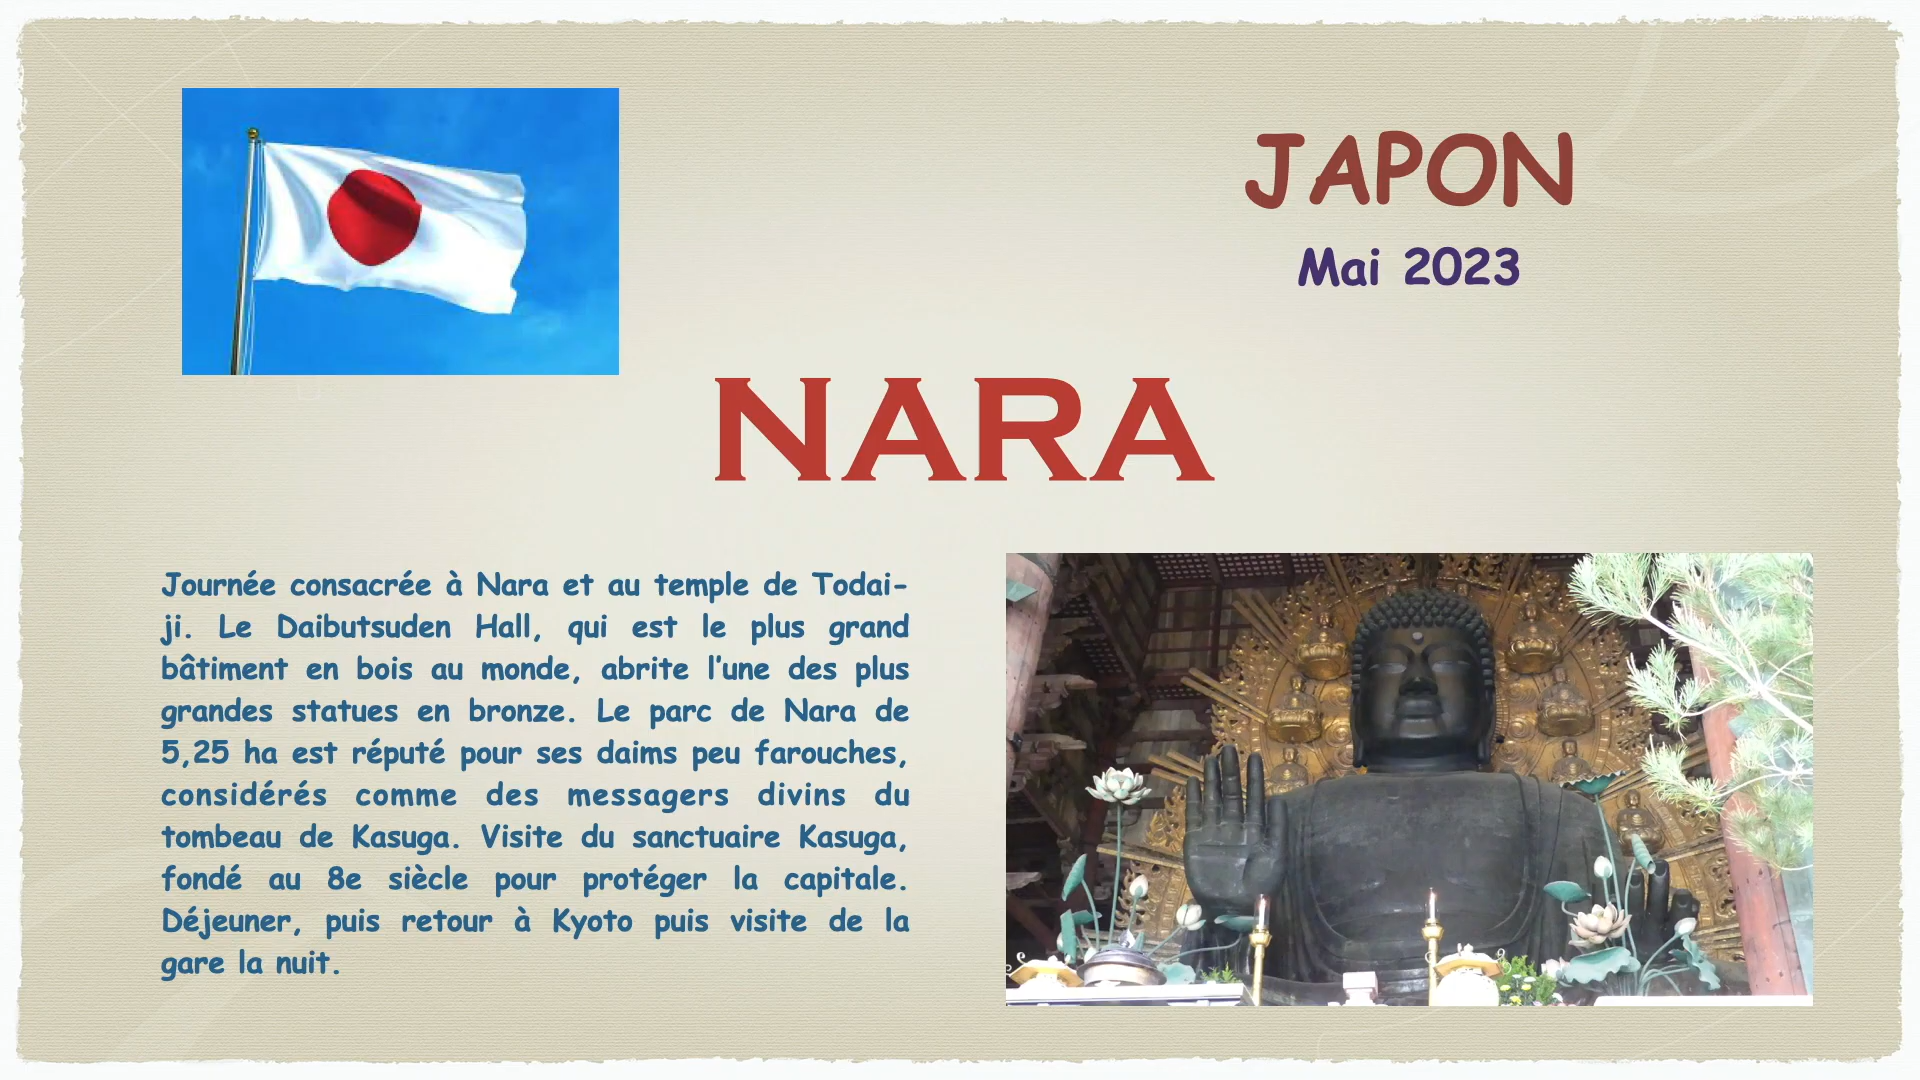 JAPON
Mai 2023
NARA
Journée consacrée à Nara et au temple de Todai-
ji. Le Daibutsuden Hall, qui est le plus grand
bâtiment en bois au monde, abrite l'une des plus
grandes statues en bronze. Le parc de Nara de
5,25 ha est réputé pour ses daims peu farouches,
considérés comme des messagers divins du
tombeau de Kasuga. Visite du sanctuaire Kasuga,
fondé au 8e siècle pour protéger la capitale.
Déjeuner, puis retour à Kyoto puis visite de la
gare la nuit.